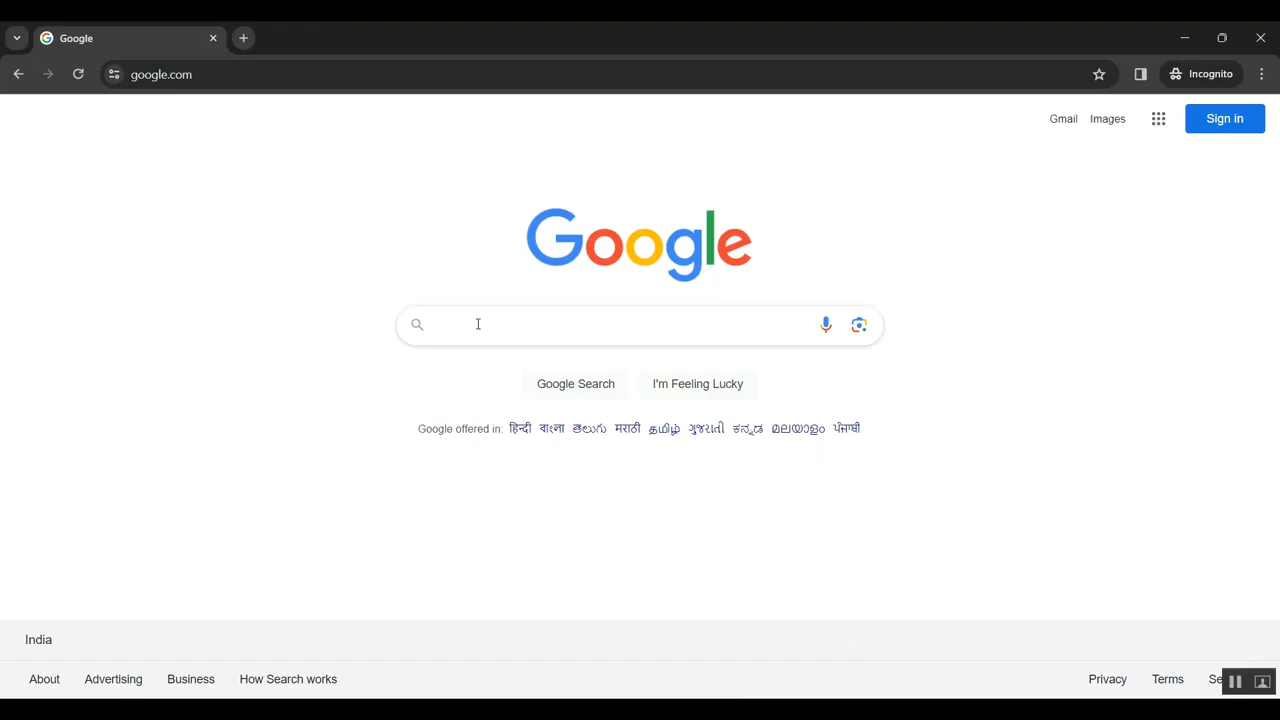 Google
google.com
Incognito
Gmail Images
Sign in
Google
Google Search I'm Feeling Lucky
Google offered in: हिन्दी বাংলা తెలుగు मराठी தமிழ் ગુજરાતી ಕನ್ನಡ മലയാളം ਪੰਜਾਬੀ
India
About Advertising Business How Search works Privacy Terms